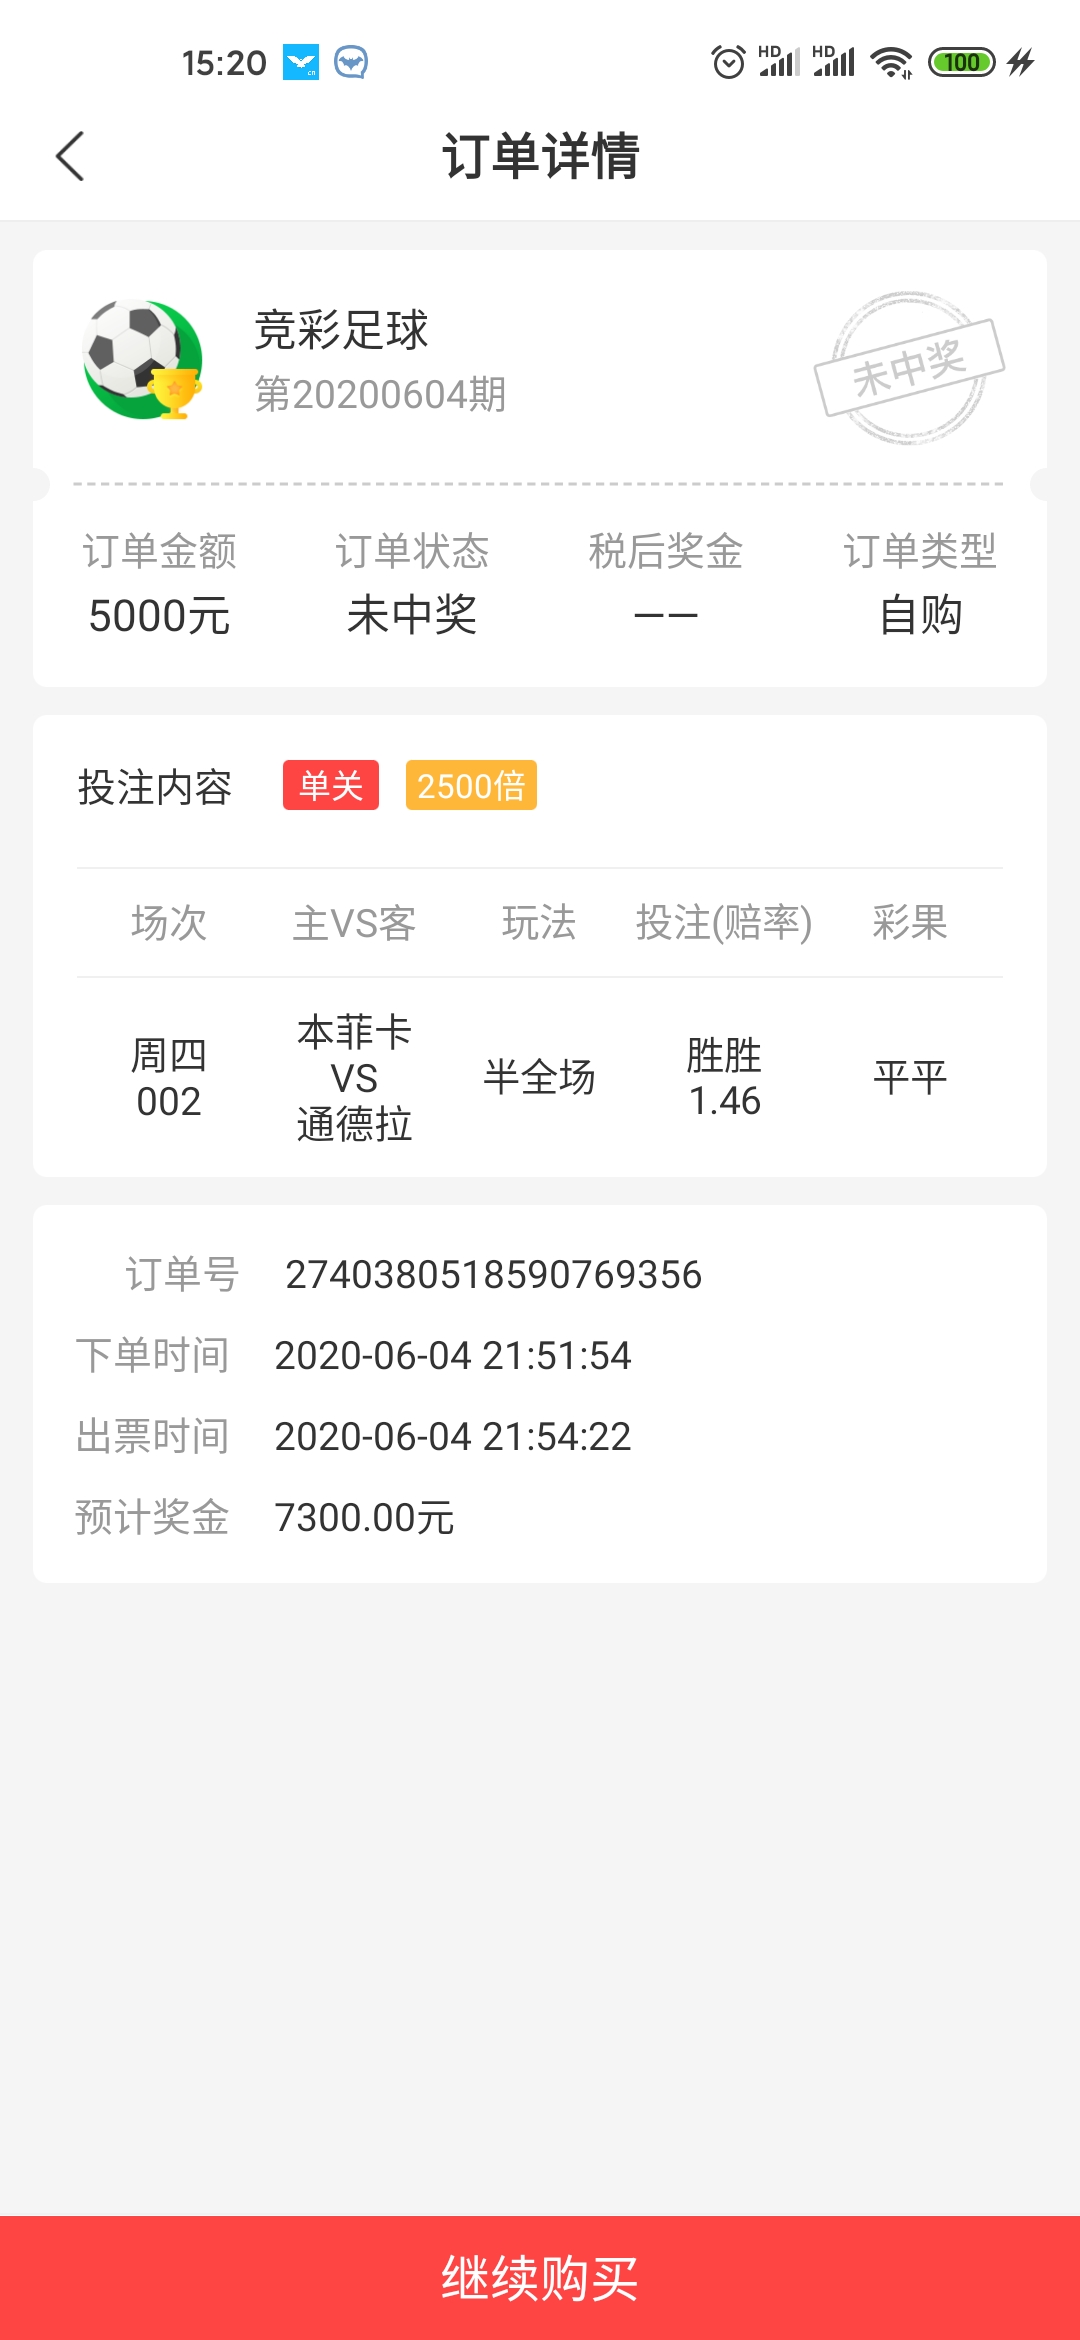 15:20
HD HD 100
订单详情
竞彩足球
第20200604期
未中奖
订单金额 订单状态 税后奖金 订单类型
5000元 未中奖 —— 自购
投注内容 单关 2500倍
场次 主VS客 玩法 投注(赔率) 彩果
周四
002
本菲卡
VS
通德拉
半全场
胜胜
1.46
平平
订单号 2740380518590769356
下单时间 2020-06-04 21:51:54
出票时间 2020-06-04 21:54:22
预计奖金 7300.00元
继续购买